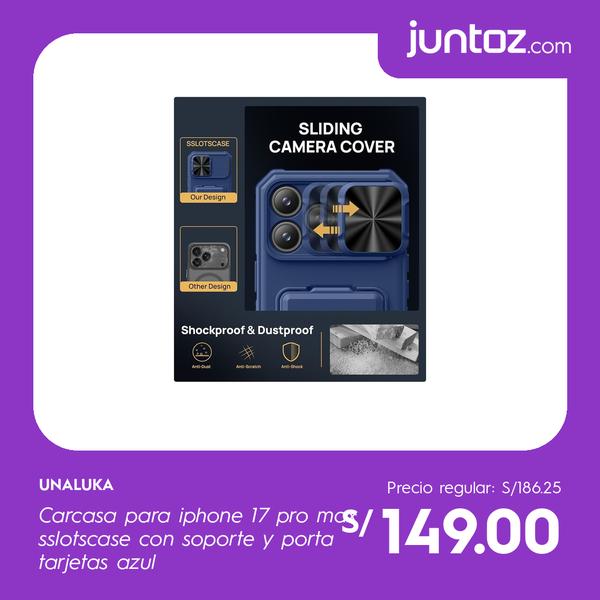 juntoz.com
SLIDING
CAMERA COVER
SSLOTSCASE
Our Design
Other Design
Shockproof & Dustproof
Anti-Dust
Anti-Scratch
Anti-Shock
UNALUKA
Carcasa para iphone 17 pro max
sslotscase con soporte y porta
tarjetas azul
Precio regular: S/186.25
S/ 149.00